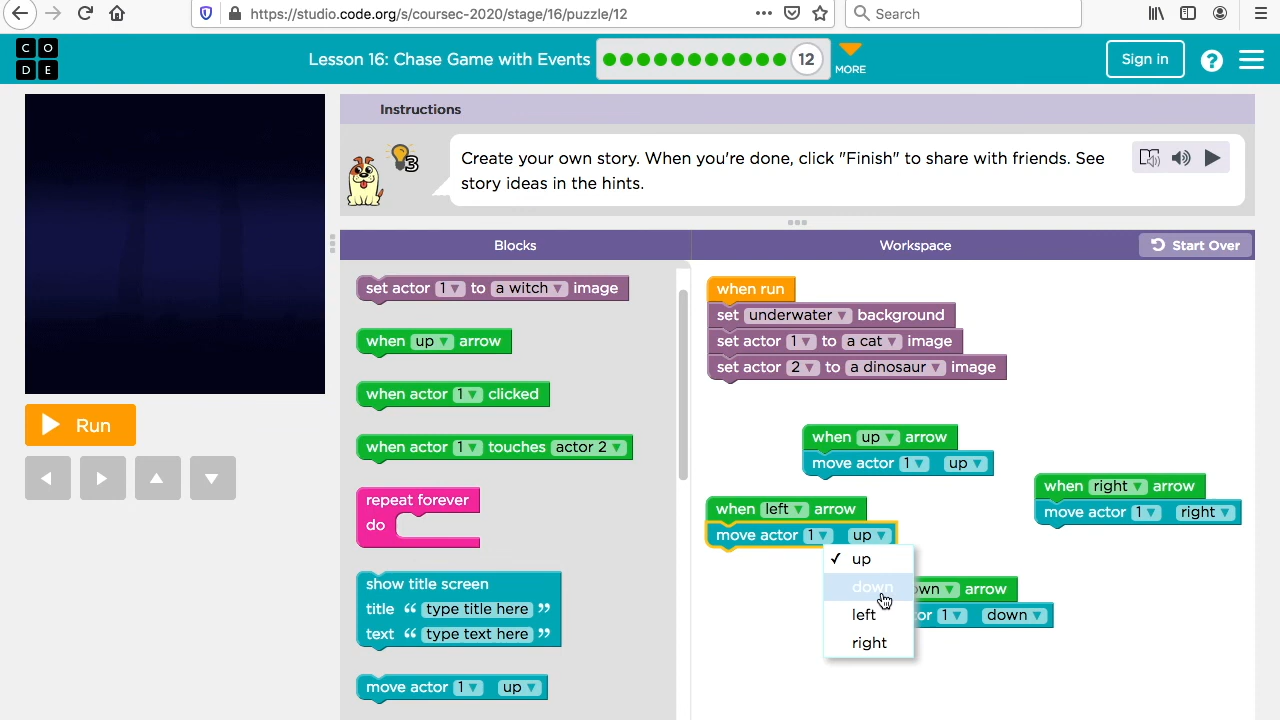 https://studio.code.org/s/coursec-2020/stage/16/puzzle/12
Search
C O
D E
Lesson 16: Chase Game with Events
12
MORE
Sign in
?
Instructions
3
Create your own story. When you're done, click "Finish" to share with friends. See
story ideas in the hints.
Blocks
Workspace
Start Over
set actor 1 to a witch image
when up arrow
when actor 1 clicked
when actor 1 touches actor 2
repeat forever
do
show title screen
title “ type title here ”
text “ type text here ”
move actor 1 up
when run
set underwater background
set actor 1 to a cat image
set actor 2 to a dinosaur image
when up arrow
move actor 1 up
when right arrow
move actor 1 right
when left arrow
move actor 1 up
✓ up
down
left
right
own arrow
or 1 down
Run